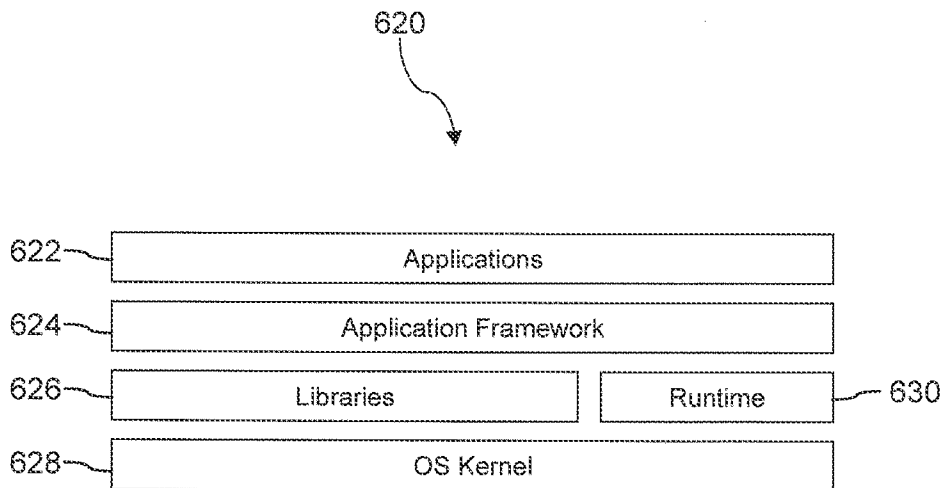 620
622 Applications
624 Application Framework
626 Libraries Runtime 630
628 OS Kernel